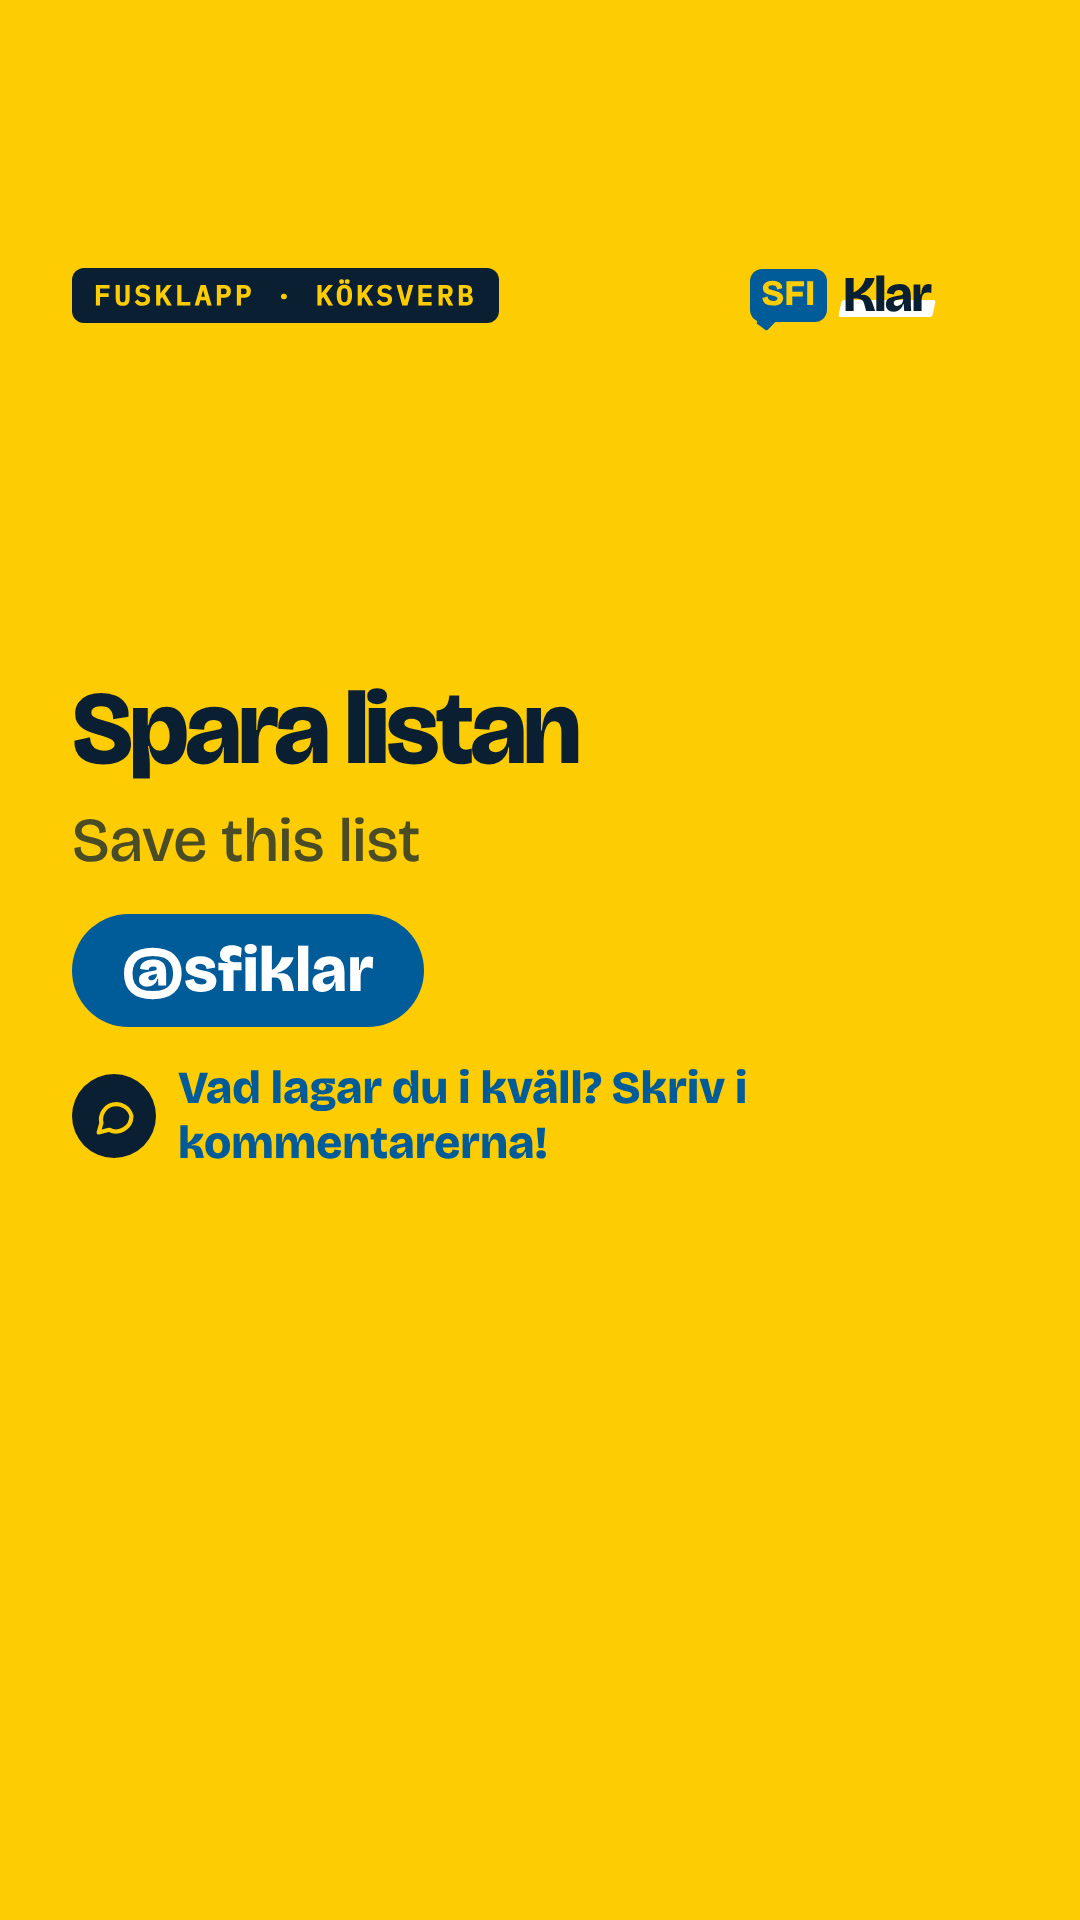 FUSKLAPP · KÖKSVERB
SFI Klar
Spara listan
Save this list
@sfiklar
Vad lagar du i kväll? Skriv i
kommentarerna!